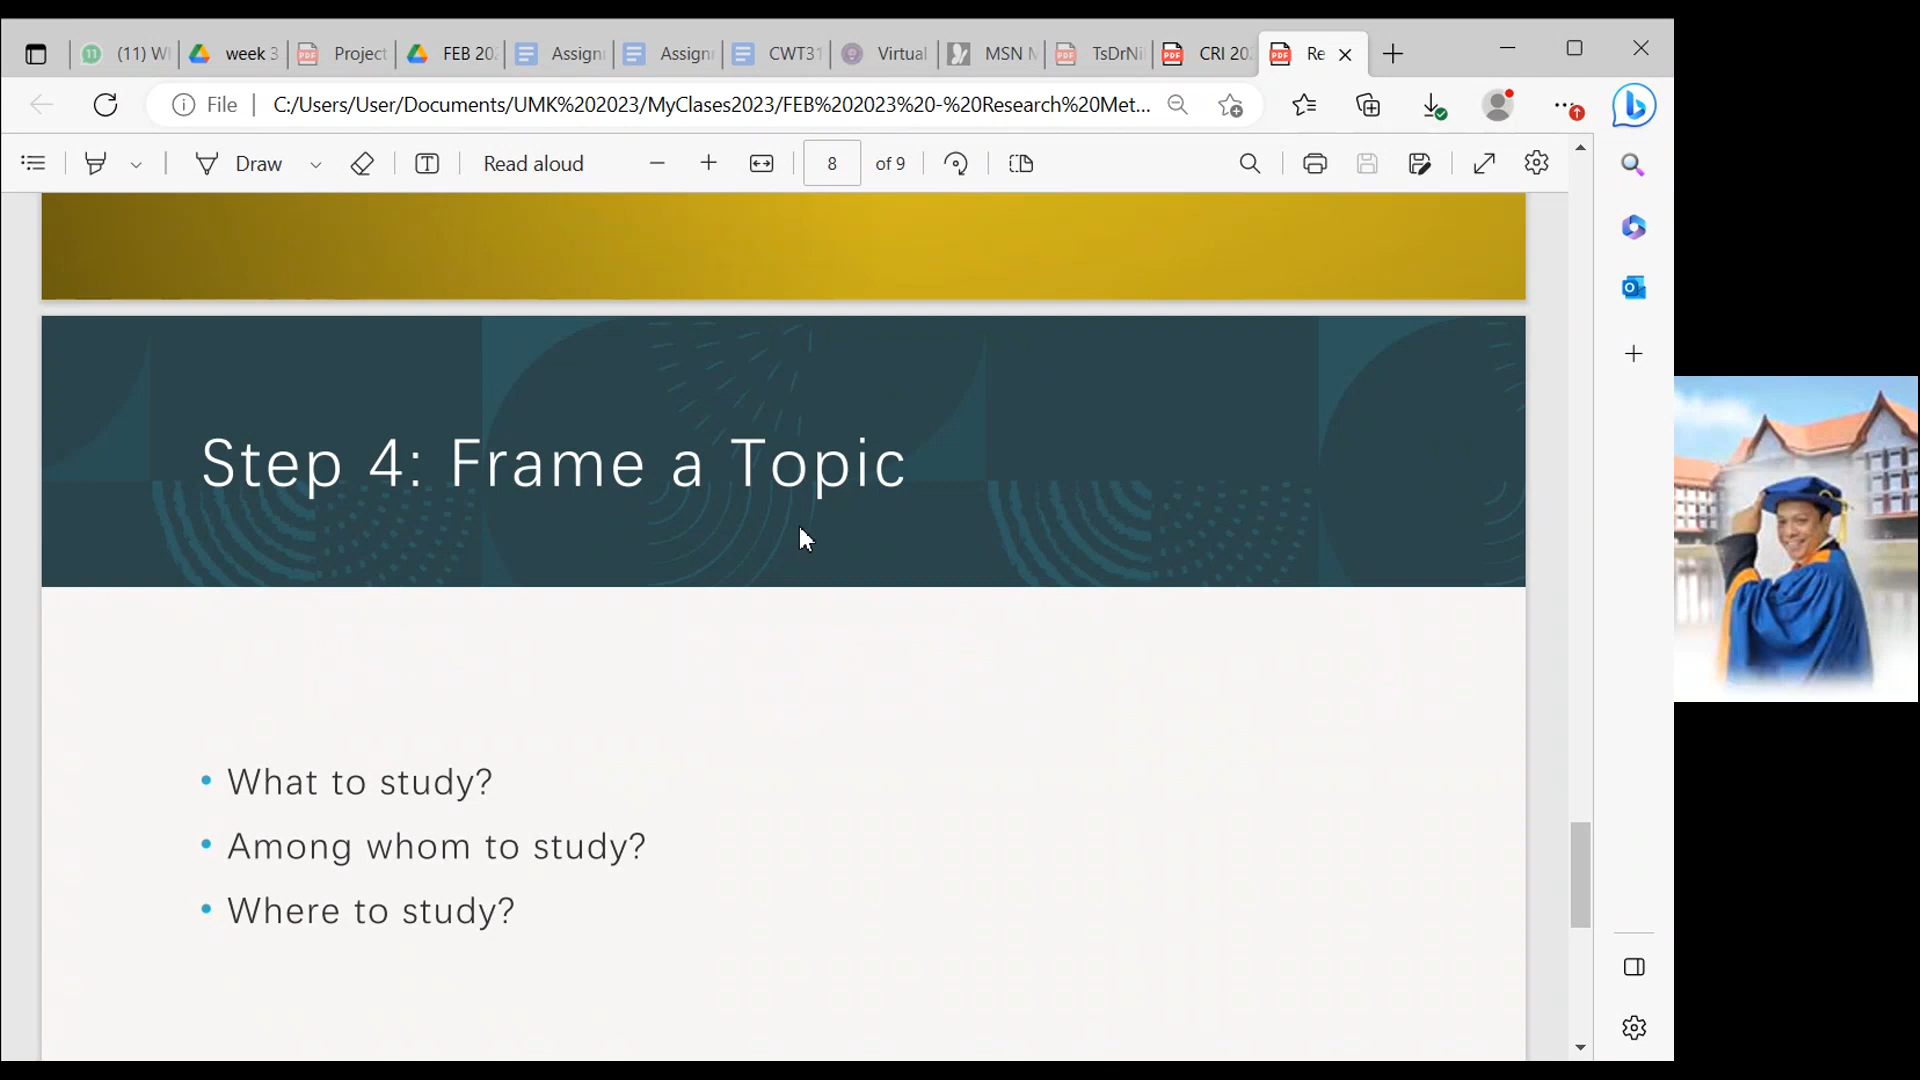 (11) W
week 3
Project
FEB 202
Assign
Assign
CWT31
Virtual
MSN M
TsDrNi
CRI 202
Re
File
C:/Users/User/Documents/UMK%202023/MyClases2023/FEB%202023%20-%20Research%20Met...
Draw
Read aloud
8 of 9
Step 4: Frame a Topic
• What to study?
• Among whom to study?
• Where to study?